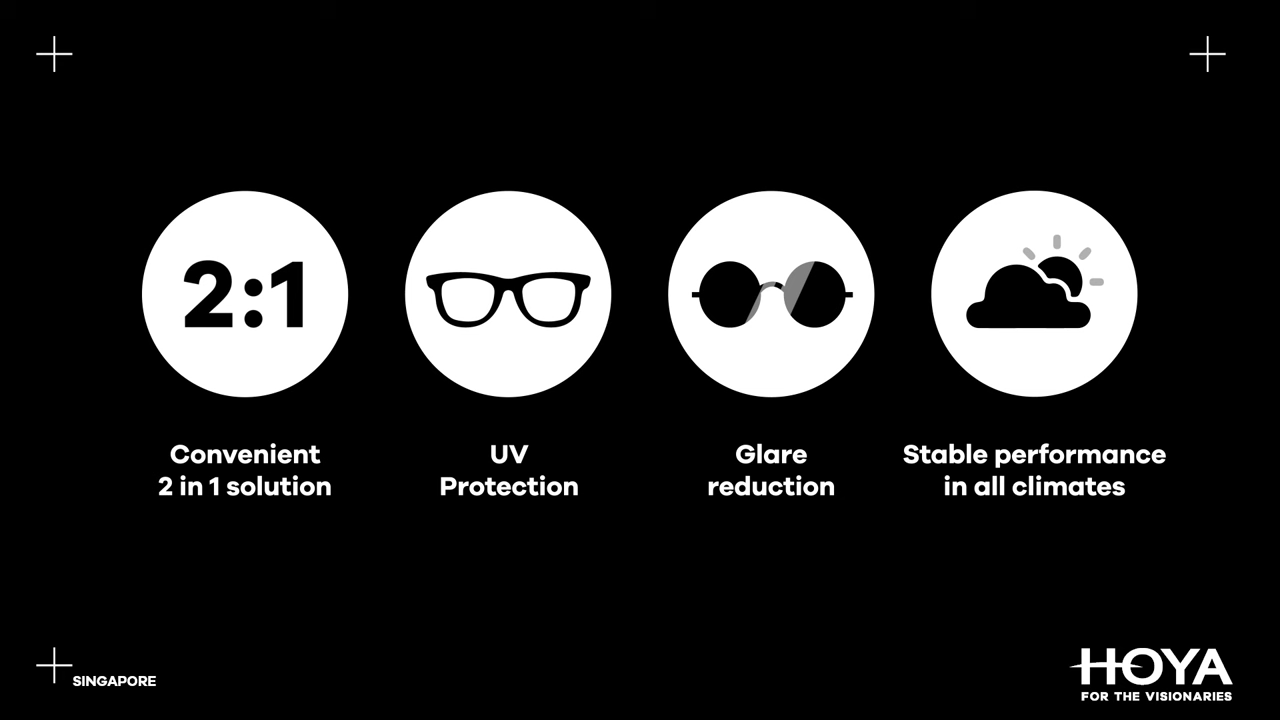 2:1
Convenient
2 in 1 solution
UV
Protection
Glare
reduction
Stable performance
in all climates
SINGAPORE
HOYA
FOR THE VISIONARIES